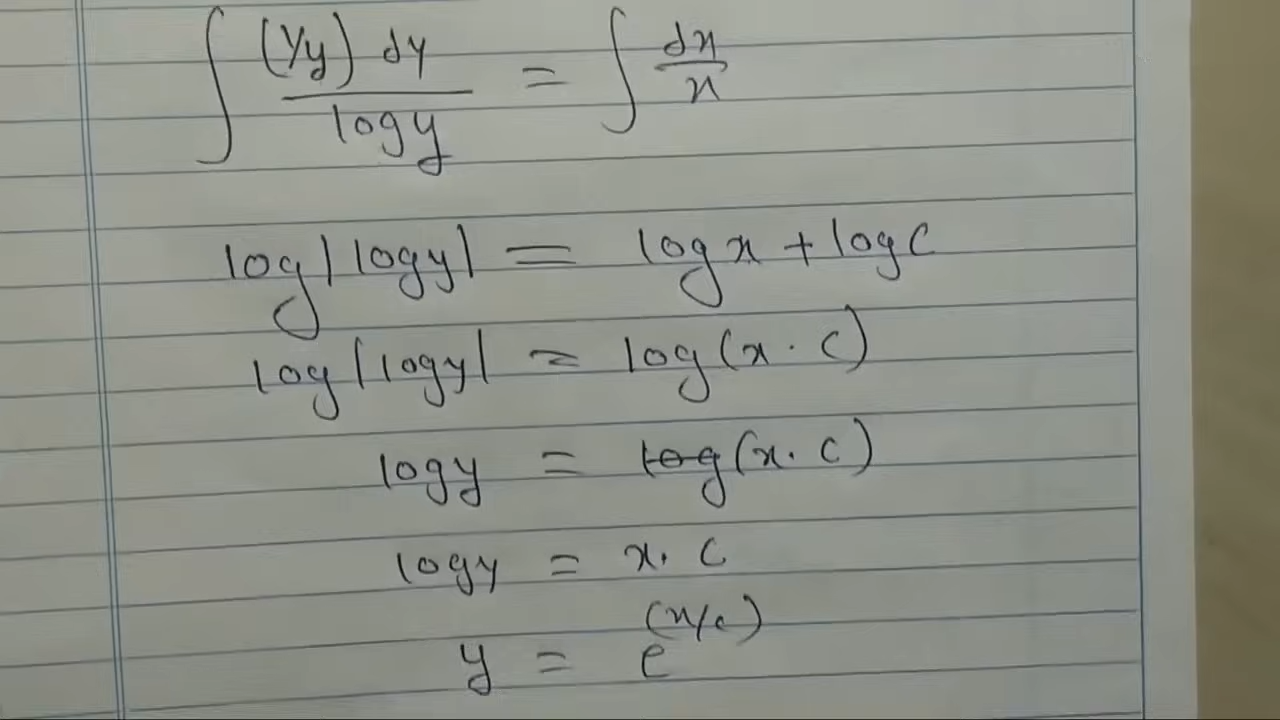 ∫ (1/y) dy / log y = ∫ dx / x
log|log y| = log x + log c
log|log y| = log(x · c)
log y = log(x. c)
log y = x. c
y = e^(x/c)